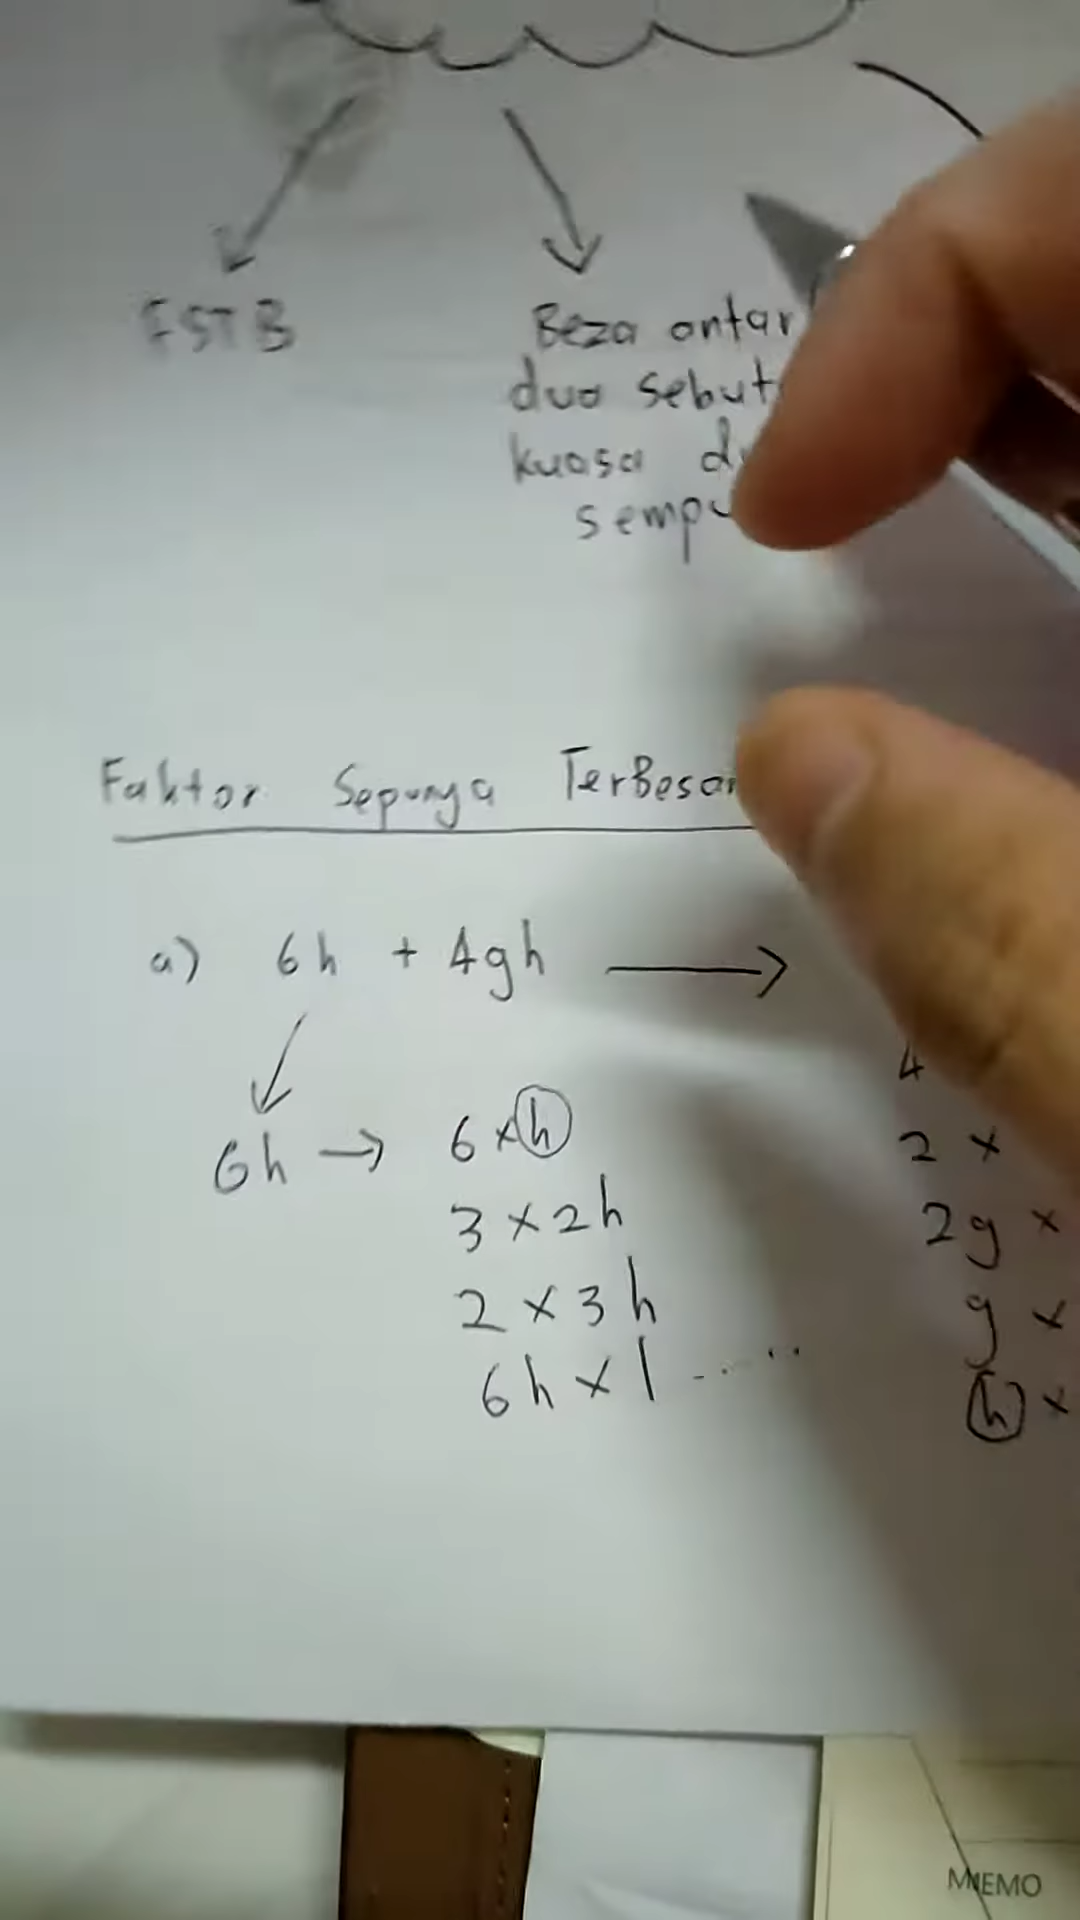 FSTB
Beza antar
dua sebut
kuasa d
sempu
Faktor Sepunya TerBesar
a) 6h + 4gh →
6h → 6 × h
3 × 2h
2 × 3h
6h × 1 .....
4
2 ×
2g ×
g ×
h ×
MEMO